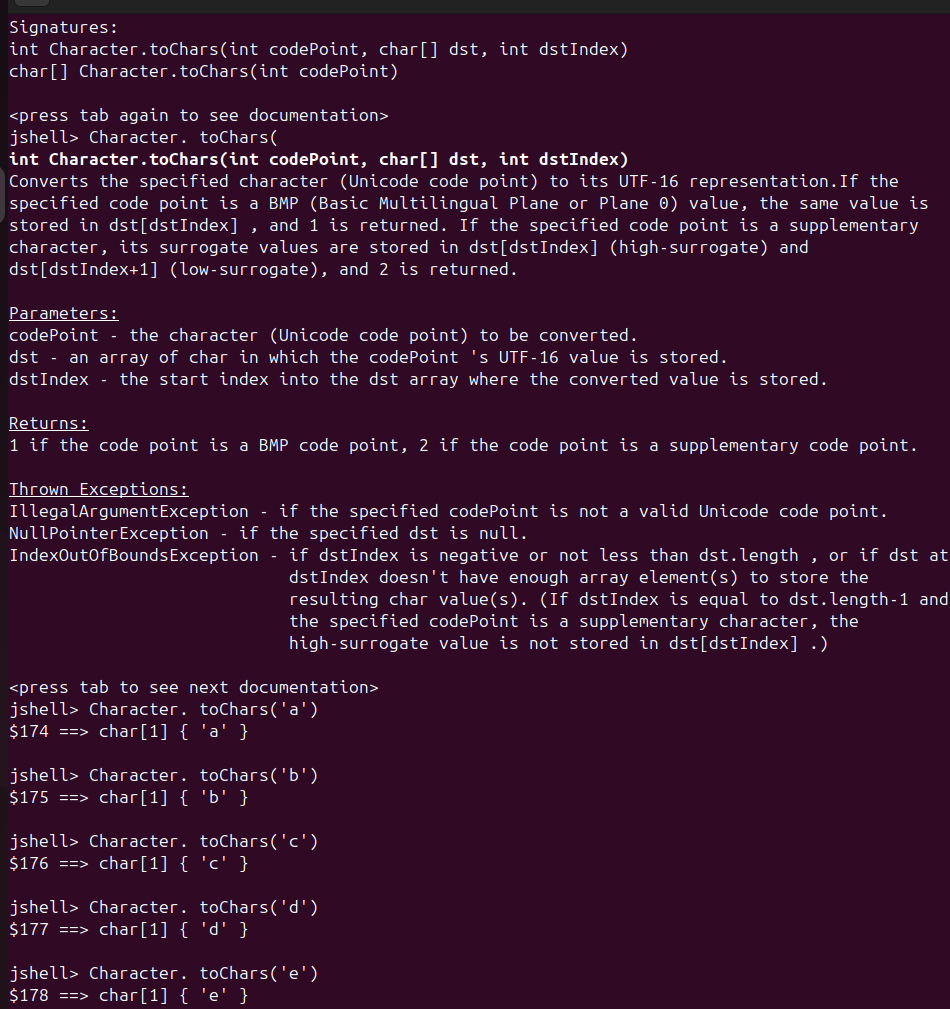 Signatures:
int Character.toChars(int codePoint, char[] dst, int dstIndex)
char[] Character.toChars(int codePoint)
<press tab again to see documentation>
jshell> Character. toChars(
int Character.toChars(int codePoint, char[] dst, int dstIndex)
Converts the specified character (Unicode code point) to its UTF-16 representation.If the
specified code point is a BMP (Basic Multilingual Plane or Plane 0) value, the same value is
stored in dst[dstIndex] , and 1 is returned. If the specified code point is a supplementary
character, its surrogate values are stored in dst[dstIndex] (high-surrogate) and
dst[dstIndex+1] (low-surrogate), and 2 is returned.
Parameters:
codePoint - the character (Unicode code point) to be converted.
dst - an array of char in which the codePoint 's UTF-16 value is stored.
dstIndex - the start index into the dst array where the converted value is stored.
Returns:
1 if the code point is a BMP code point, 2 if the code point is a supplementary code point.
Thrown Exceptions:
IllegalArgumentException - if the specified codePoint is not a valid Unicode code point.
NullPointerException - if the specified dst is null.
IndexOutOfBoundsException - if dstIndex is negative or not less than dst.length , or if dst at
dstIndex doesn't have enough array element(s) to store the
resulting char value(s). (If dstIndex is equal to dst.length-1 and
the specified codePoint is a supplementary character, the
high-surrogate value is not stored in dst[dstIndex] .)
<press tab to see next documentation>
jshell> Character. toChars('a')
$174 ==> char[1] { 'a' }
jshell> Character. toChars('b')
$175 ==> char[1] { 'b' }
jshell> Character. toChars('c')
$176 ==> char[1] { 'c' }
jshell> Character. toChars('d')
$177 ==> char[1] { 'd' }
jshell> Character. toChars('e')
$178 ==> char[1] { 'e' }